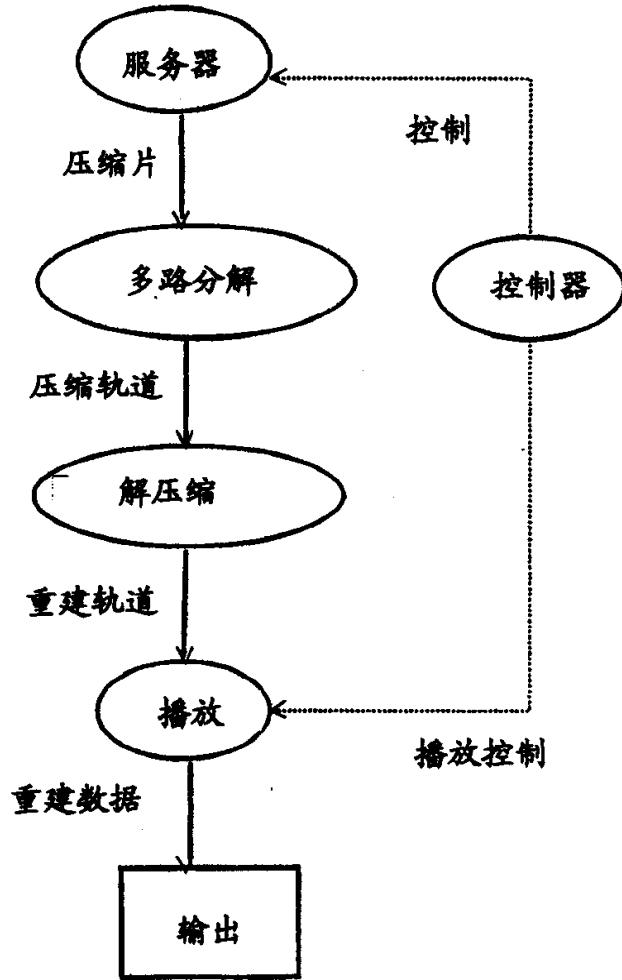 服务器
控制
压缩片
多路分解
控制器
压缩轨道
解压缩
重建轨道
播放
播放控制
重建数据
输出